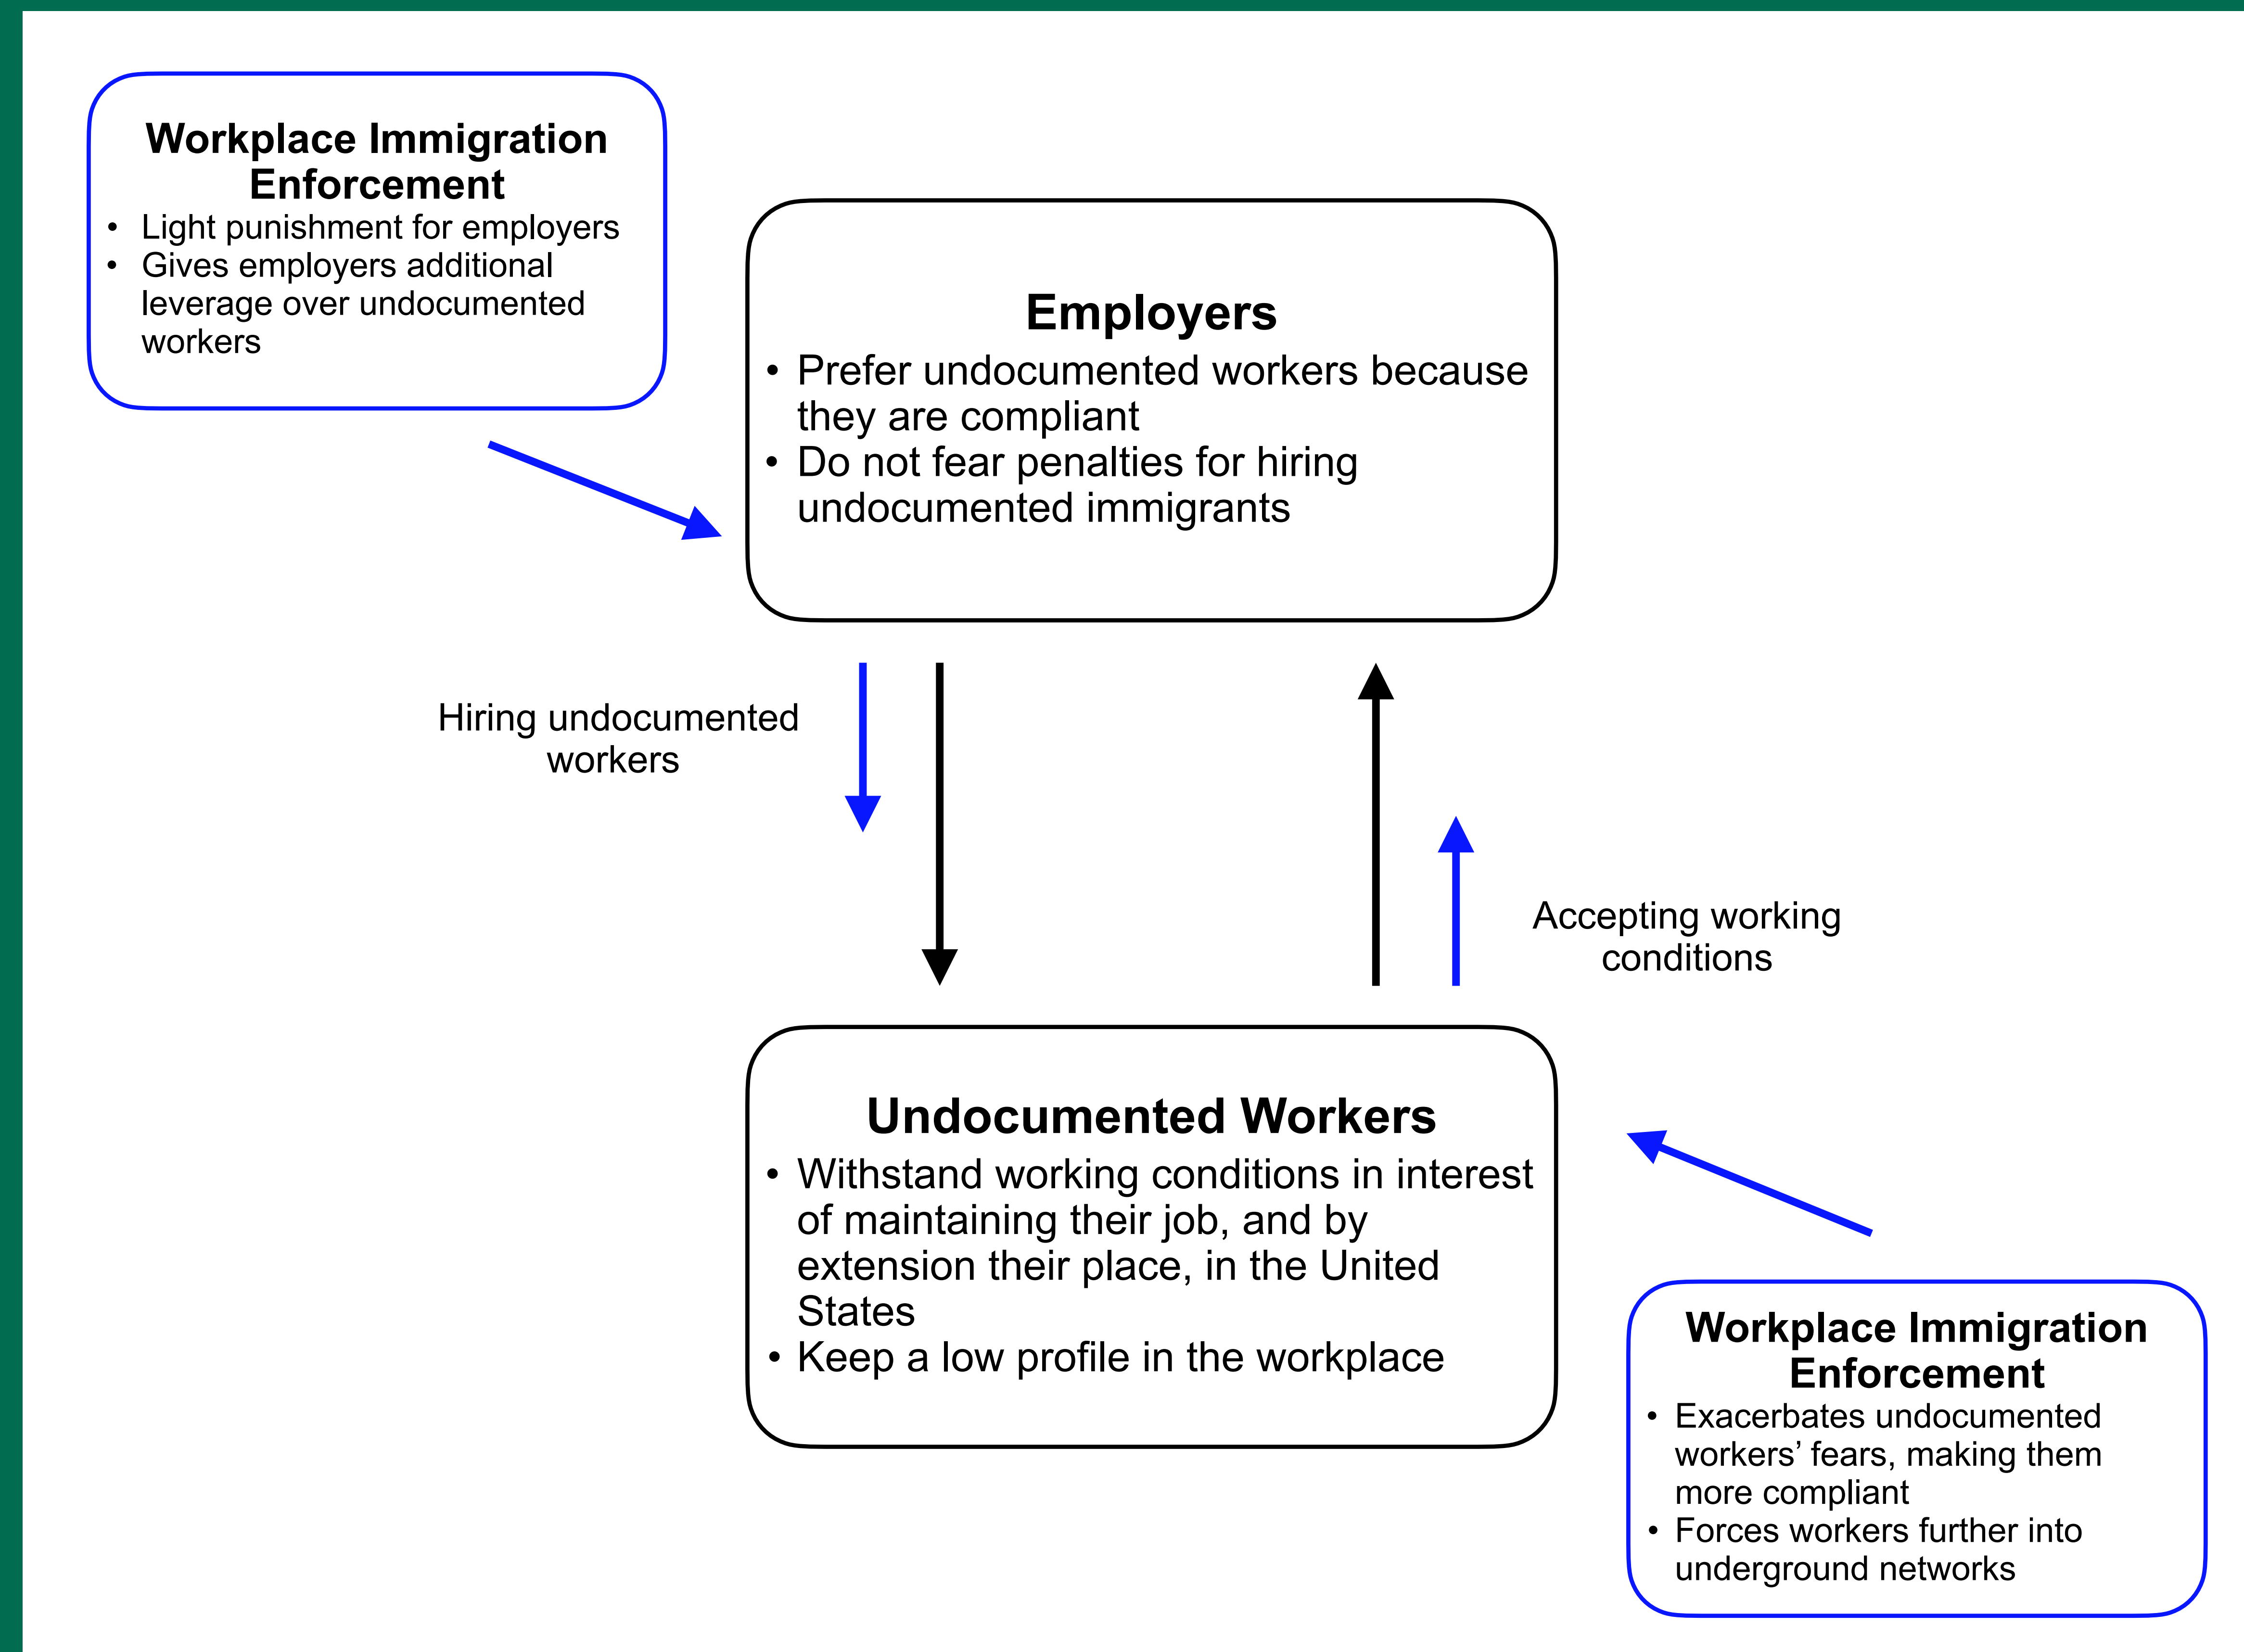 Workplace Immigration
Enforcement
• Light punishment for employers
• Gives employers additional
leverage over undocumented
workers
Employers
• Prefer undocumented workers because
they are compliant
• Do not fear penalties for hiring
undocumented immigrants
Hiring undocumented
workers
Accepting working
conditions
Undocumented Workers
• Withstand working conditions in interest
of maintaining their job, and by
extension their place, in the United
States
• Keep a low profile in the workplace
Workplace Immigration
Enforcement
• Exacerbates undocumented
workers’ fears, making them
more compliant
• Forces workers further into
underground networks